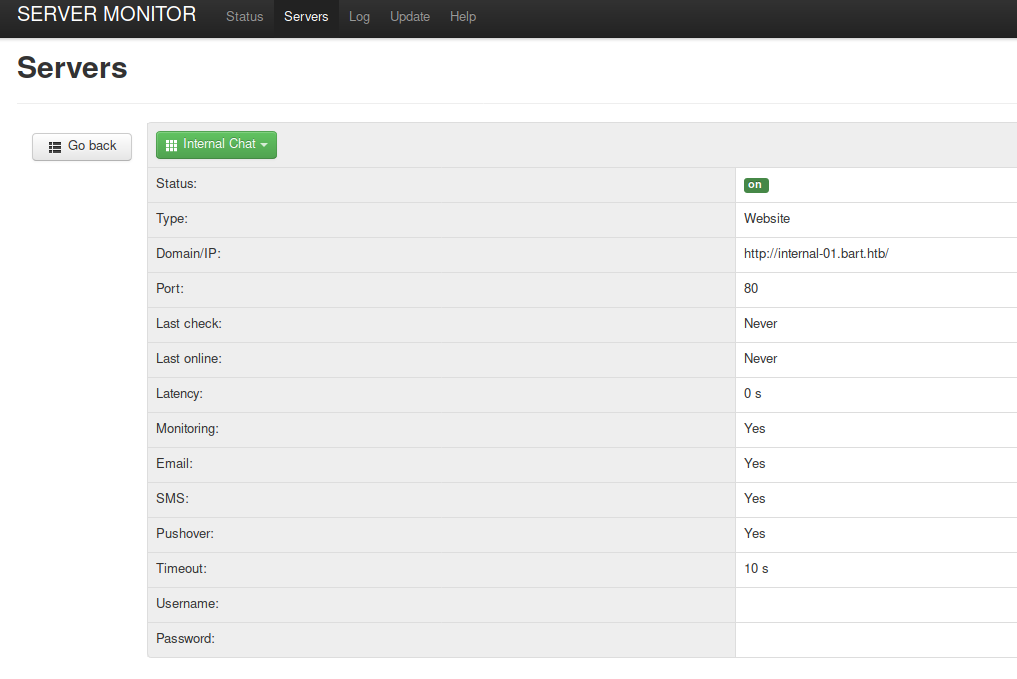 SERVER MONITOR Status Servers Log Update Help
Servers
Go back
Internal Chat
Status: on
Type: Website
Domain/IP: http://internal-01.bart.htb/
Port: 80
Last check: Never
Last online: Never
Latency: 0 s
Monitoring: Yes
Email: Yes
SMS: Yes
Pushover: Yes
Timeout: 10 s
Username:
Password: